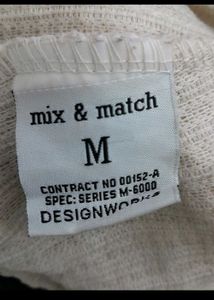 mix & match
M
CONTRACT NO 00152-A
SPEC: SERIES M-6000
DESIGNWORKS